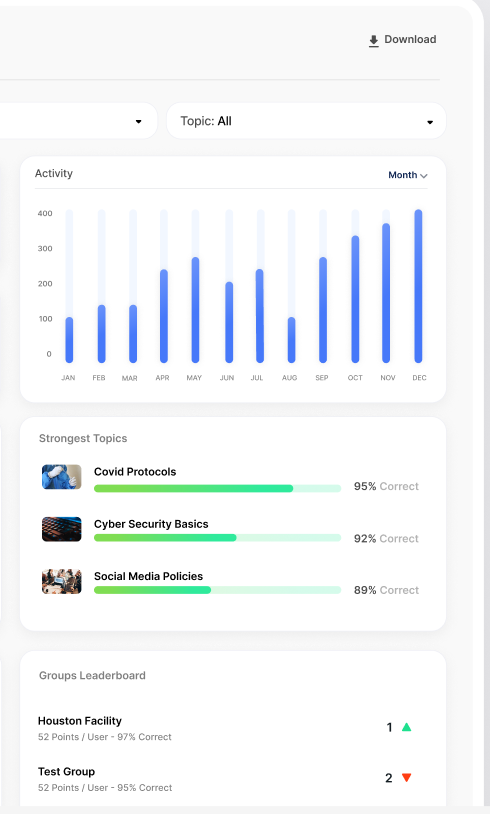 Download
Topic: All
Activity
Month
400
300
200
100
0
JAN FEB MAR APR MAY JUN JUL AUG SEP OCT NOV DEC
Strongest Topics
Covid Protocols
95% Correct
Cyber Security Basics
92% Correct
Social Media Policies
89% Correct
Groups Leaderboard
Houston Facility
1
52 Points / User - 97% Correct
Test Group
2
52 Points / User - 95% Correct